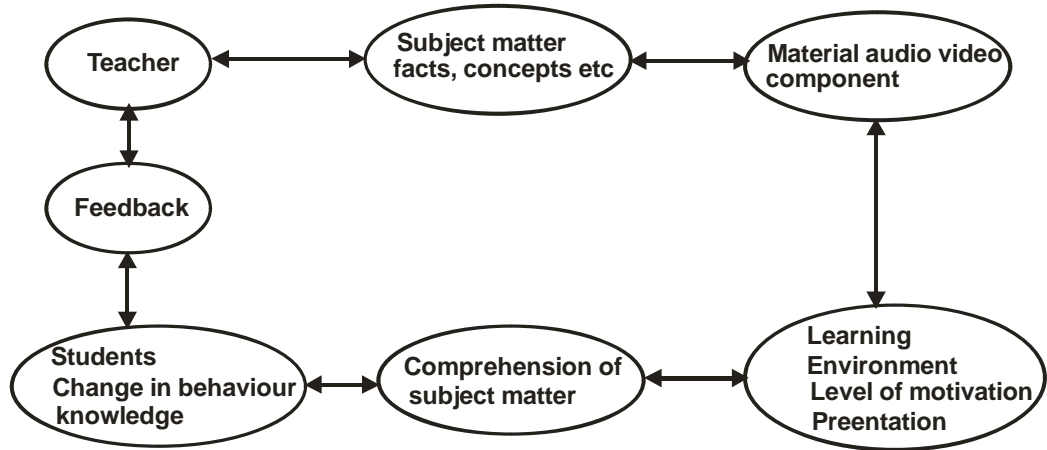 Teacher
Subject matter
facts, concepts etc
Material audio video
component
Feedback
Students
Change in behaviour
knowledge
Comprehension of
subject matter
Learning
Environment
Level of motivation
Preentation